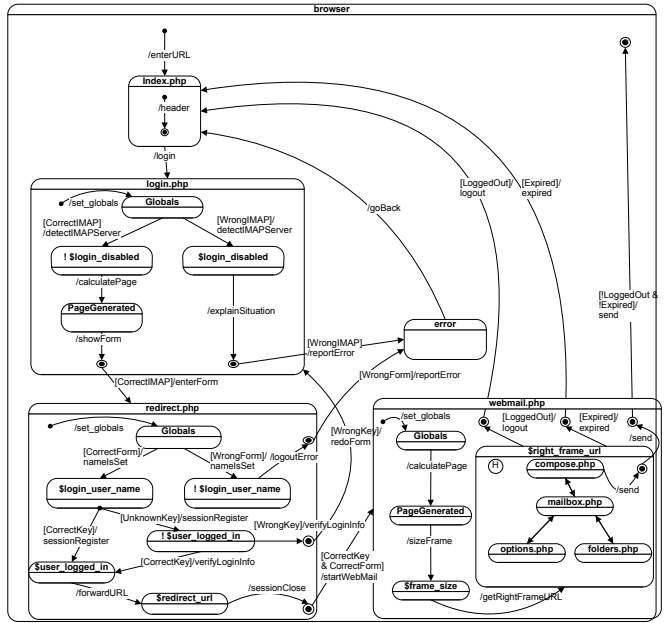 browser
/enterURL
Index.php
/header
/login
login.php
/set_globals
Globals
[CorrectIMAP]
/detectIMAPServer
[WrongIMAP]/
detectIMAPServer
! $login_disabled
$login_disabled
/calculatePage
PageGenerated
/showForm
/explainSituation
[WrongIMAP]
/reportError
error
/goBack
[LoggedOut]/
logout
[Expired]/
expired
[!LoggedOut &
!Expired]/
send
[CorrectIMAP]/enterForm
[WrongForm]/reportError
redirect.php
/set_globals
Globals
[WrongKey]/
redoForm
[CorrectForm]/
nameIsSet
[WrongForm]/
nameIsSet
/logoutError
$login_user_name
! $login_user_name
[UnknownKey]/sessionRegister
[WrongKey]/verifyLoginInfo
[CorrectKey]/
sessionRegister
! $user_logged_in
[CorrectKey]/verifyLoginInfo
$user_logged_in
/forwardURL
$redirect_url
/sessionClose
[CorrectKey
& CorrectForm]
/startWebMail
webmail.php
/set_globals
Globals
[LoggedOut]/
logout
[Expired]/
expired
/send
/calculatePage
$right_frame_url
H
compose.php
/send
mailbox.php
PageGenerated
/sizeFrame
options.php
folders.php
$frame_size
/getRightFrameURL